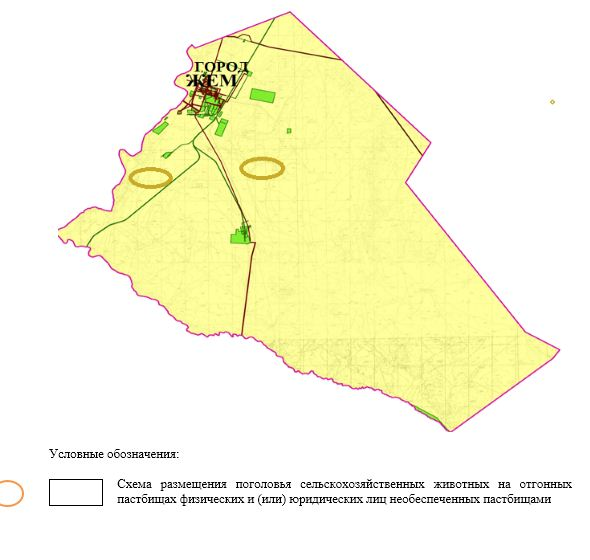 ГОРОД
ЖЕМ
Условные обозначения:
Схема размещения поголовья сельскохозяйственных животных на отгонных
пастбищах физических и (или) юридических лиц необеспеченных пастбищами